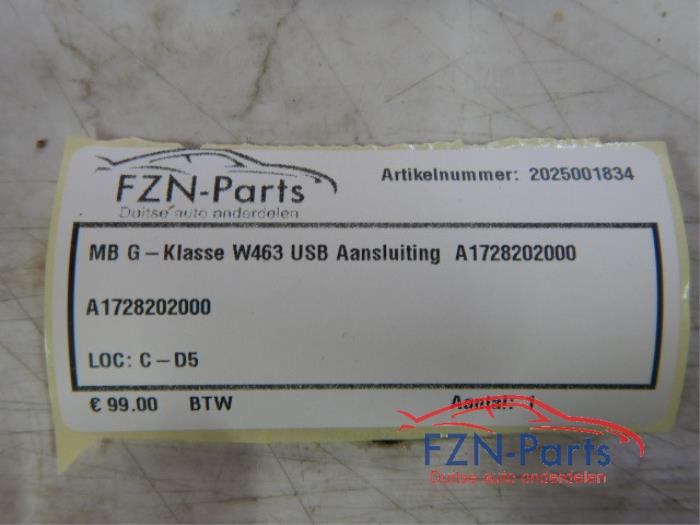 FZN-Parts
Duitse auto onderdelen
Artikelnummer: 2025001834
MB G-Klasse W463 USB Aansluiting A1728202000
A1728202000
LOC: C-D5
€ 99.00 BTW
Aantal: 1
FZN-Parts
Duitse auto onderdelen